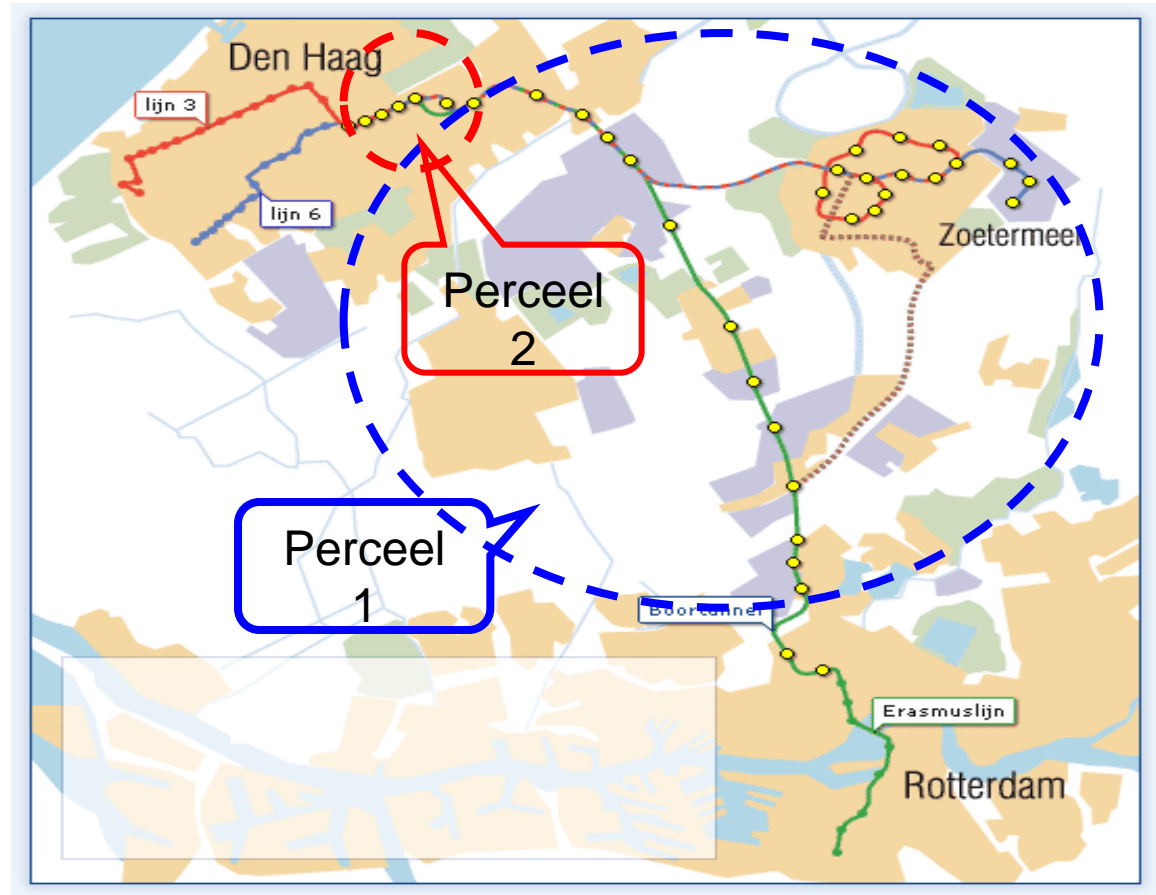 Den Haag
lijn 3
lijn 6
Zoetermeer
Perceel
2
Perceel
1
Boortunnel
Erasmuslijn
Rotterdam